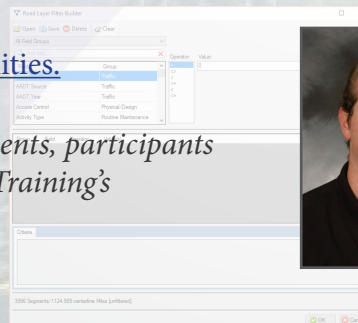 Road Layer Filter Builder
Open Save Delete Clear
All Field Groups
Group Operator Value:
Traffic = 0
AADT Source Traffic <>
AADT Year Traffic
Access Control Physical/Design
Activity Type Routine Maintenance
ities.
ents, participants
Training's
Criteria